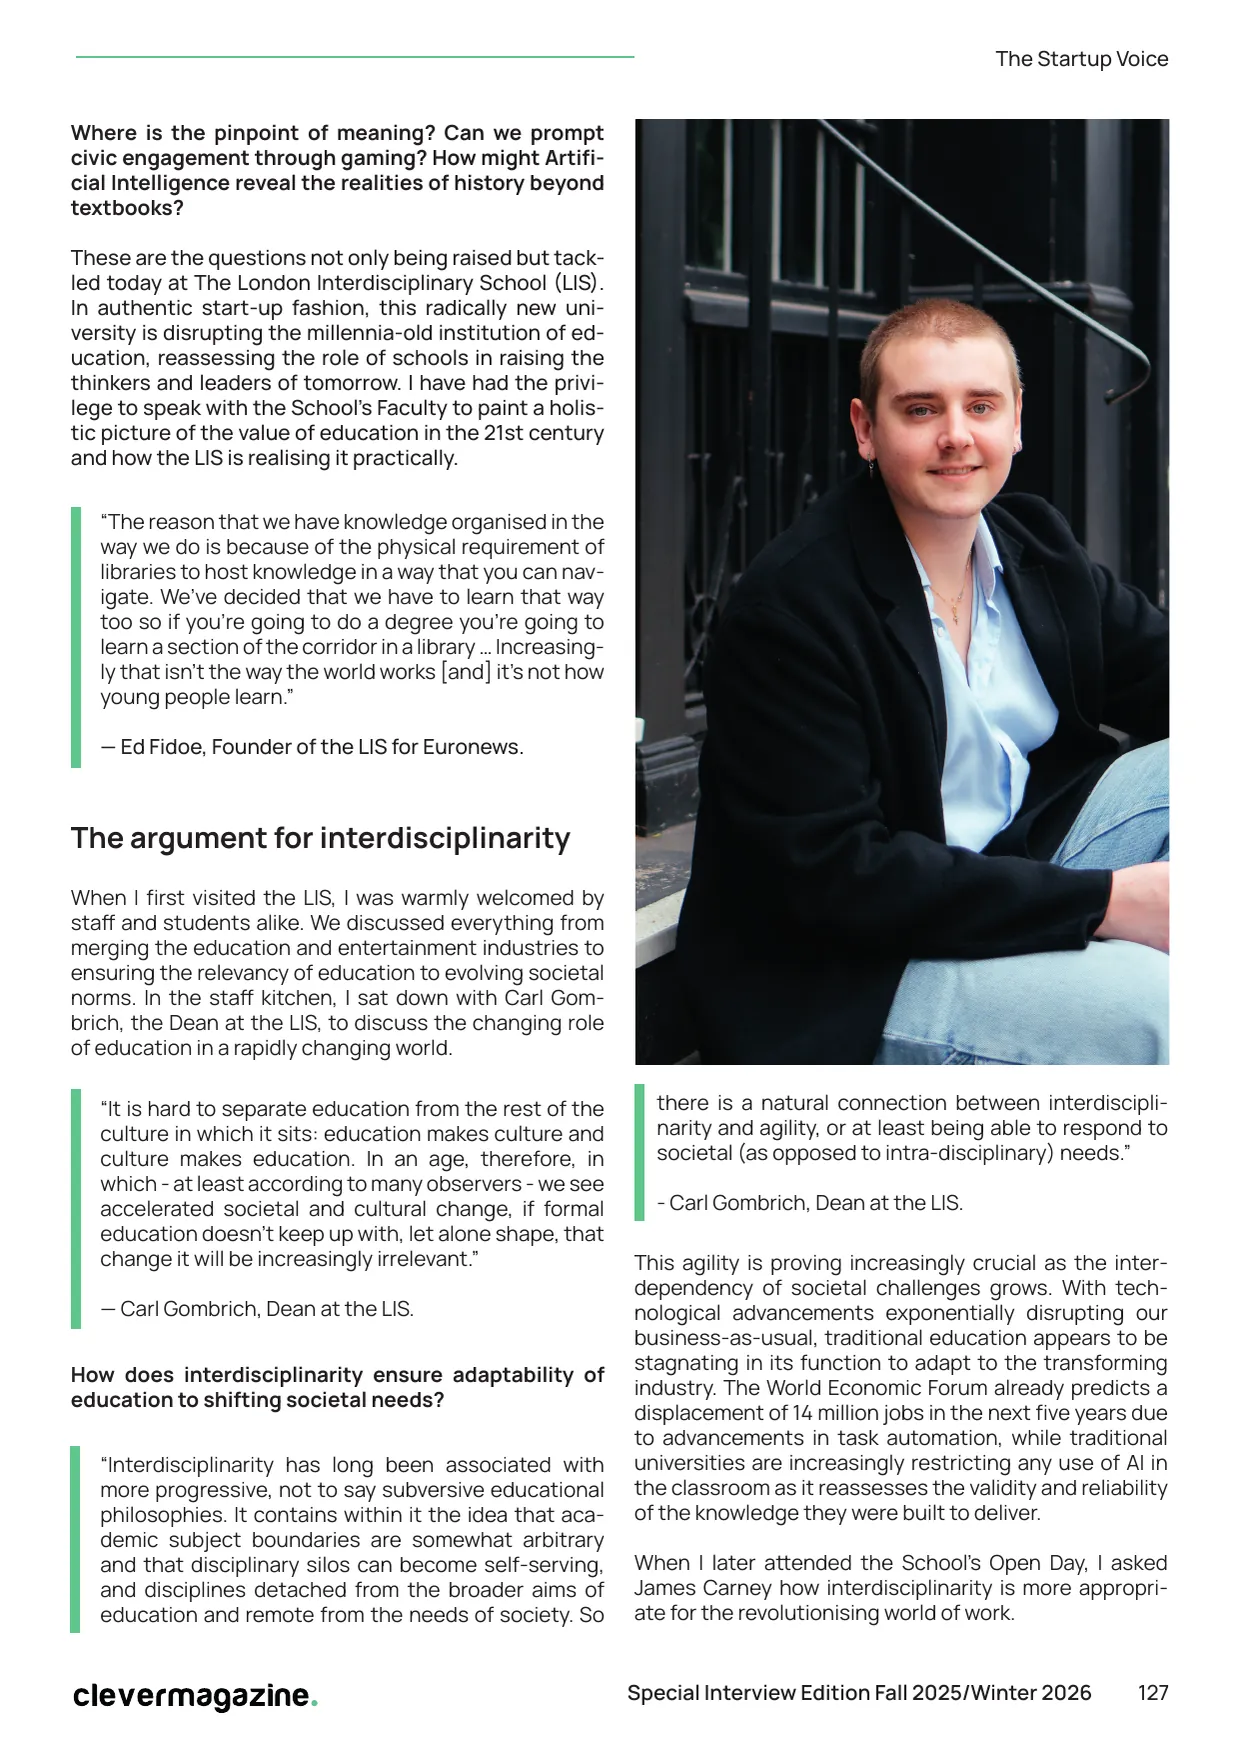 The Startup Voice
Where is the pinpoint of meaning? Can we prompt
civic engagement through gaming? How might Artifi-
cial Intelligence reveal the realities of history beyond
textbooks?
These are the questions not only being raised but tack-
led today at The London Interdisciplinary School (LIS).
In authentic start-up fashion, this radically new uni-
versity is disrupting the millennia-old institution of ed-
ucation, reassessing the role of schools in raising the
thinkers and leaders of tomorrow. I have had the privi-
lege to speak with the School’s Faculty to paint a holis-
tic picture of the value of education in the 21st century
and how the LIS is realising it practically.
“The reason that we have knowledge organised in the
way we do is because of the physical requirement of
libraries to host knowledge in a way that you can nav-
igate. We’ve decided that we have to learn that way
too so if you’re going to do a degree you’re going to
learn a section of the corridor in a library … Increasing-
ly that isn’t the way the world works [and] it’s not how
young people learn.”
— Ed Fidoe, Founder of the LIS for Euronews.
The argument for interdisciplinarity
When I first visited the LIS, I was warmly welcomed by
staff and students alike. We discussed everything from
merging the education and entertainment industries to
ensuring the relevancy of education to evolving societal
norms. In the staff kitchen, I sat down with Carl Gom-
brich, the Dean at the LIS, to discuss the changing role
of education in a rapidly changing world.
“It is hard to separate education from the rest of the
culture in which it sits: education makes culture and
culture makes education. In an age, therefore, in
which - at least according to many observers - we see
accelerated societal and cultural change, if formal
education doesn’t keep up with, let alone shape, that
change it will be increasingly irrelevant.”
— Carl Gombrich, Dean at the LIS.
How does interdisciplinarity ensure adaptability of
education to shifting societal needs?
“Interdisciplinarity has long been associated with
more progressive, not to say subversive educational
philosophies. It contains within it the idea that aca-
demic subject boundaries are somewhat arbitrary
and that disciplinary silos can become self-serving,
and disciplines detached from the broader aims of
education and remote from the needs of society. So
there is a natural connection between interdiscipli-
narity and agility, or at least being able to respond to
societal (as opposed to intra-disciplinary) needs.”
- Carl Gombrich, Dean at the LIS.
This agility is proving increasingly crucial as the inter-
dependency of societal challenges grows. With tech-
nological advancements exponentially disrupting our
business-as-usual, traditional education appears to be
stagnating in its function to adapt to the transforming
industry. The World Economic Forum already predicts a
displacement of 14 million jobs in the next five years due
to advancements in task automation, while traditional
universities are increasingly restricting any use of AI in
the classroom as it reassesses the validity and reliability
of the knowledge they were built to deliver.
When I later attended the School’s Open Day, I asked
James Carney how interdisciplinarity is more appropri-
ate for the revolutionising world of work.
clevermagazine.
Special Interview Edition Fall 2025/Winter 2026 127